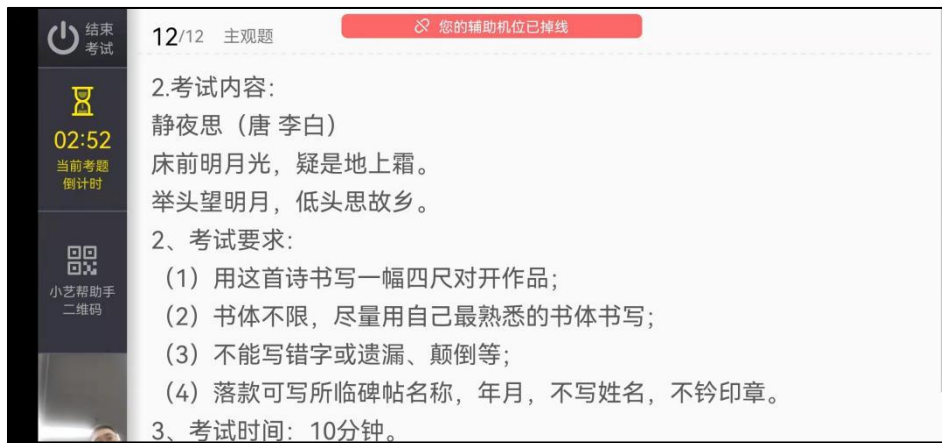 结束
考试
12/12 主观题
您的辅助机位已掉线
02:52
当前考题
倒计时
小艺帮助手
二维码
2.考试内容:
静夜思(唐 李白)
床前明月光,疑是地上霜。
举头望明月,低头思故乡。
2、考试要求:
(1)用这首诗书写一幅四尺对开作品;
(2)书体不限,尽量用自己最熟悉的书体书写;
(3)不能写错字或遗漏、颠倒等;
(4)落款可写所临碑帖名称,年月,不写姓名,不钤印章。
3、考试时间:10分钟。